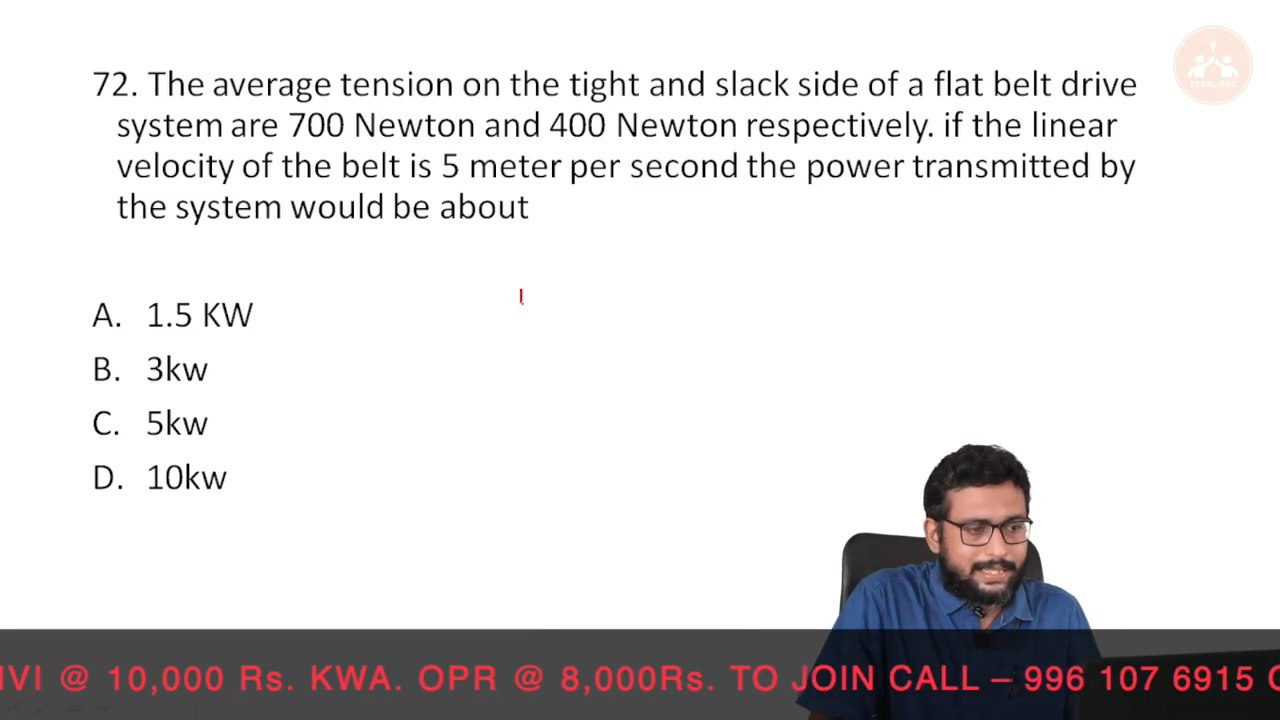 72. The average tension on the tight and slack side of a flat belt drive
system are 700 Newton and 400 Newton respectively. if the linear
velocity of the belt is 5 meter per second the power transmitted by
the system would be about
A. 1.5 KW
B. 3kw
C. 5kw
D. 10kw
TECH. PSC
@ 10,000 Rs. KWA. OPR @ 8,000Rs. TO JOIN CALL – 996 107 6915